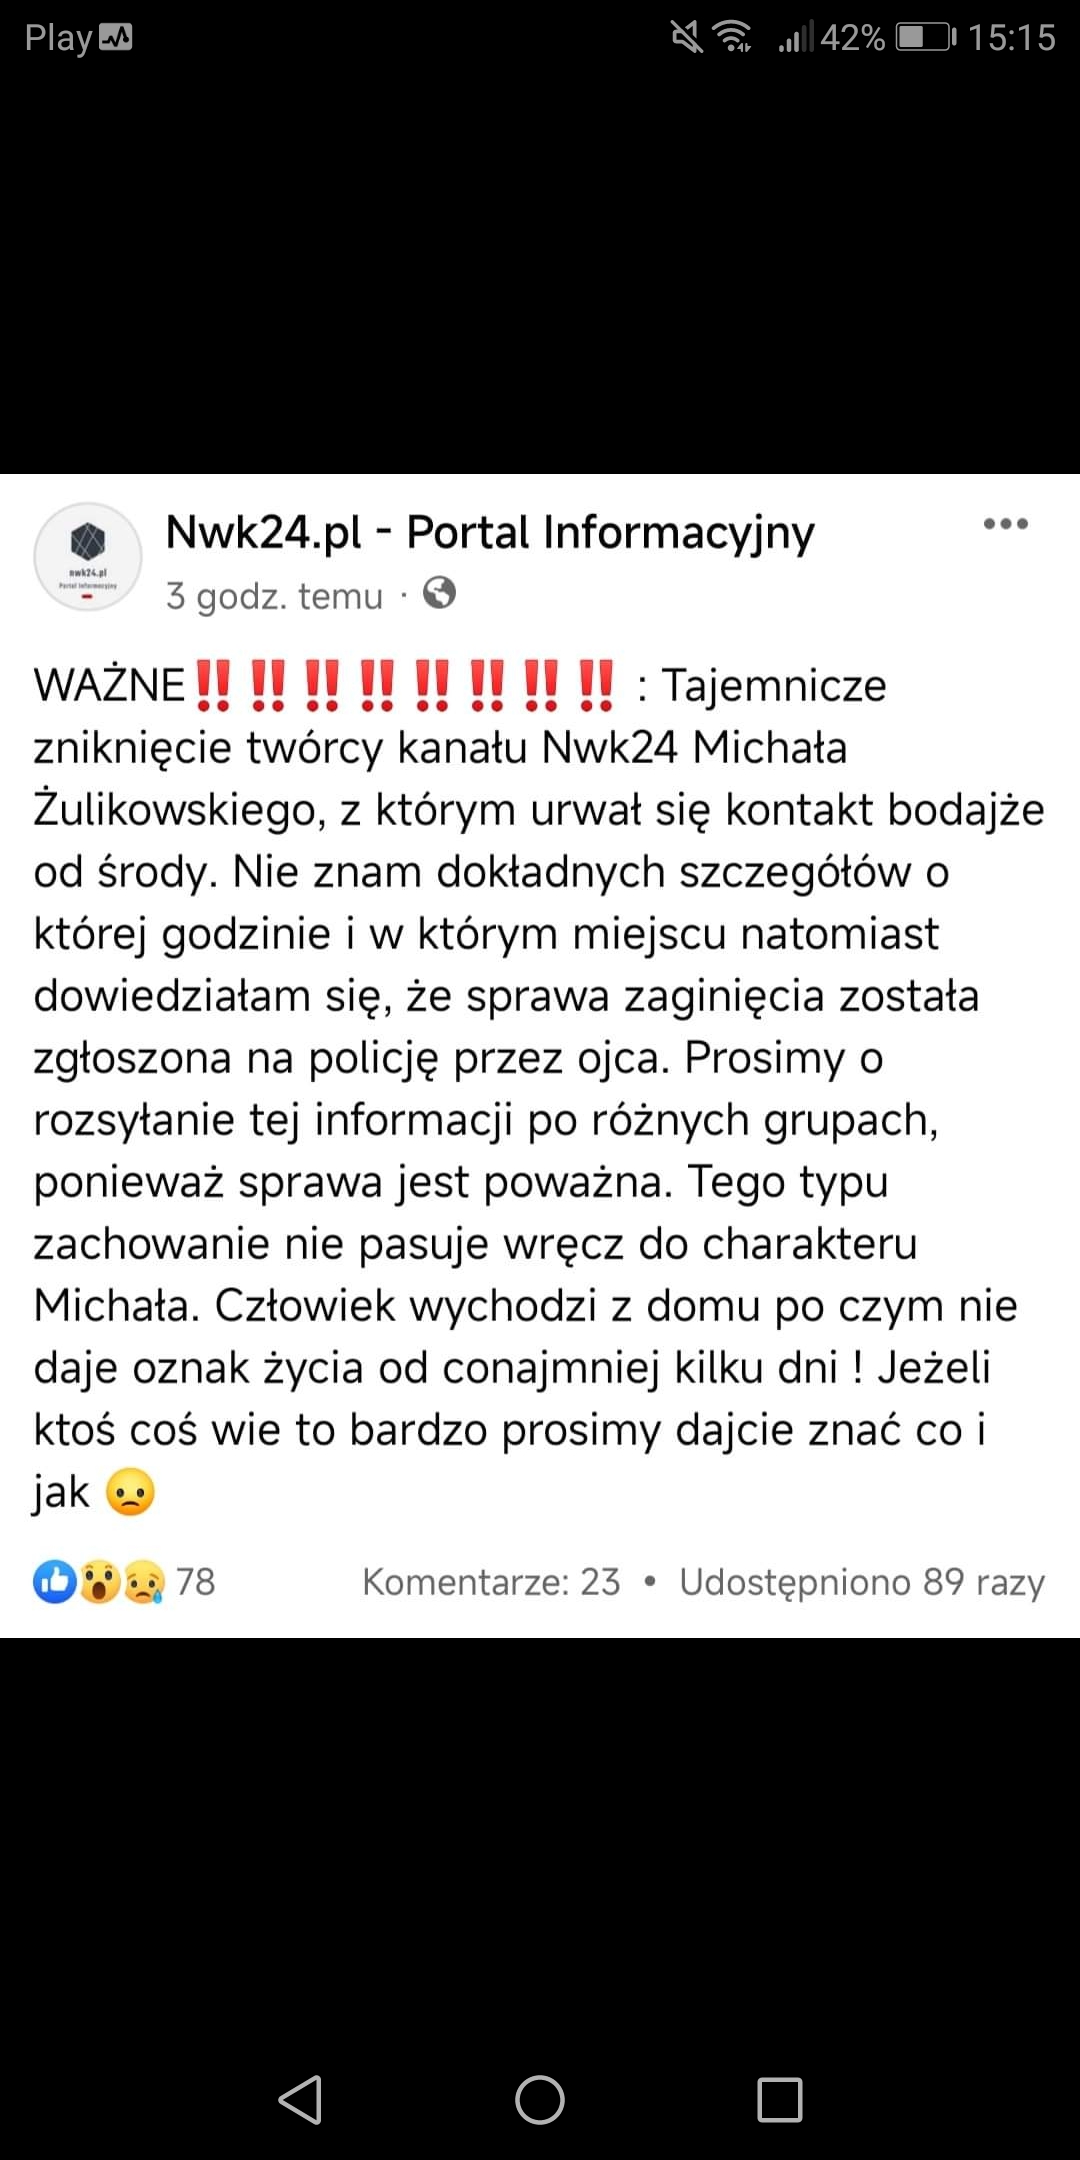 Play 42% 15:15
Nwk24.pl - Portal Informacyjny
nwk24.pl
Portal Informacyjny
3 godz. temu ·
WAŻNE‼️‼️‼️‼️‼️‼️‼️‼️ : Tajemnicze
zniknięcie twórcy kanału Nwk24 Michała
Żulikowskiego, z którym urwał się kontakt bodajże
od środy. Nie znam dokładnych szczegółów o
której godzinie i w którym miejscu natomiast
dowiedziałam się, że sprawa zaginięcia została
zgłoszona na policję przez ojca. Prosimy o
rozsyłanie tej informacji po różnych grupach,
ponieważ sprawa jest poważna. Tego typu
zachowanie nie pasuje wręcz do charakteru
Michała. Człowiek wychodzi z domu po czym nie
daje oznak życia od conajmniej kilku dni ! Jeżeli
ktoś coś wie to bardzo prosimy dajcie znać co i
jak 🙁
78 Komentarze: 23 • Udostępniono 89 razy